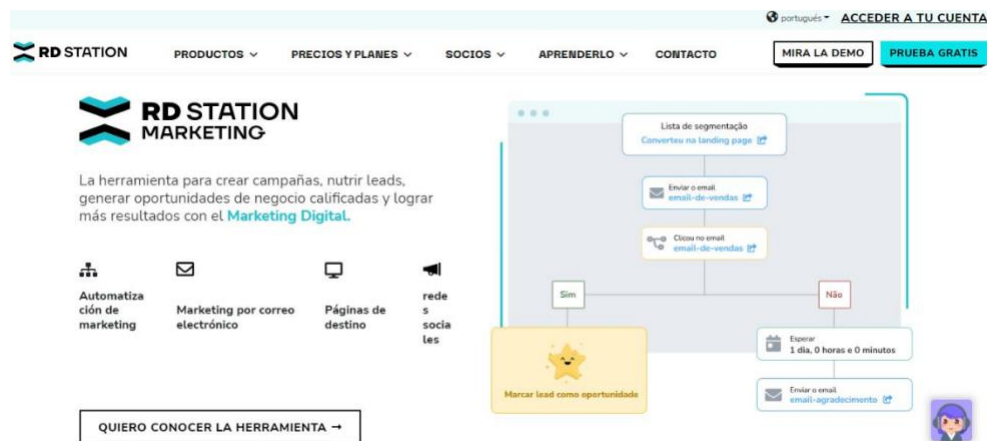 português ACCEDER A TU CUENTA
RD STATION PRODUCTOS PRECIOS Y PLANES SOCIOS APRENDERLO CONTACTO MIRA LA DEMO PRUEBA GRATIS
RD STATION
MARKETING
La herramienta para crear campañas, nutrir leads,
generar oportunidades de negocio calificadas y lograr
más resultados con el Marketing Digital.
Automatiza
ción de
marketing
Marketing por correo
electrónico
Páginas de
destino
rede
s
socia
les
QUIERO CONOCER LA HERRAMIENTA →
Lista de segmentação
Converteu na landing page
Enviar o email
email-de-vendas
Clicou no email
email-de-vendas
Sim
Não
Marcar lead como oportunidade
Esperar
1 dia, 0 horas e 0 minutos
Enviar o email
email-agradecimento